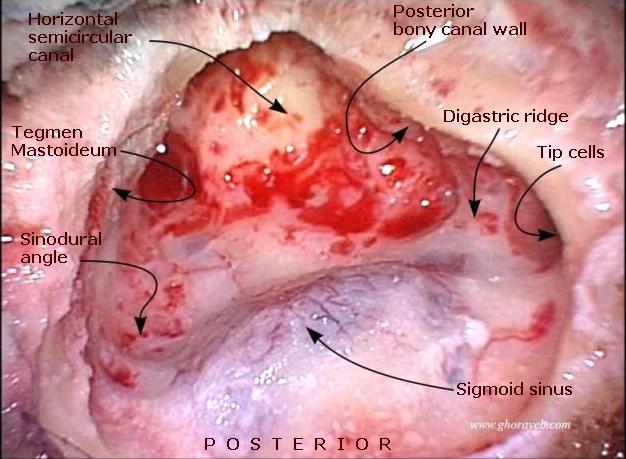 Horizontal
semicircular
canal
Posterior
bony canal wall
Digastric ridge
Tegmen
Mastoideum
Tip cells
Sinodural
angle
Sigmoid sinus
www.ghorayeb.com
POSTERIOR